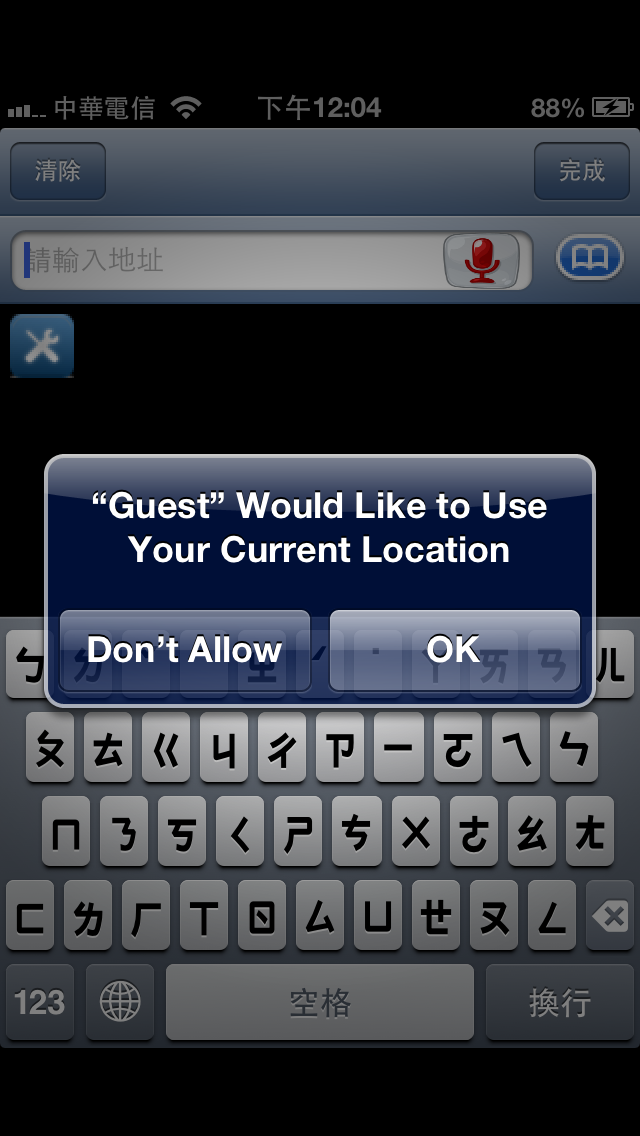 中華電信 下午12:04 88%
清除 完成
請輸入地址
“Guest” Would Like to Use
Your Current Location
Don’t Allow OK
ㄅ ㄉ ˇ ˋ ㄓ ˊ ˙ ㄚ ㄞ ㄢ ㄦ
ㄆ ㄊ ㄍ ㄐ ㄔ ㄗ ㄧ ㄛ ㄟ ㄣ
ㄇ ㄋ ㄎ ㄑ ㄕ ㄘ ㄨ ㄜ ㄠ ㄤ
ㄈ ㄌ ㄏ ㄒ ㄖ ㄙ ㄩ ㄝ ㄡ ㄥ
123 空格 換行